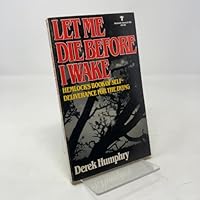 LET ME
DIE BEFORE
I WAKE
HEMLOCK'S BOOK OF SELF-
DELIVERANCE FOR THE DYING
Derek Humphry